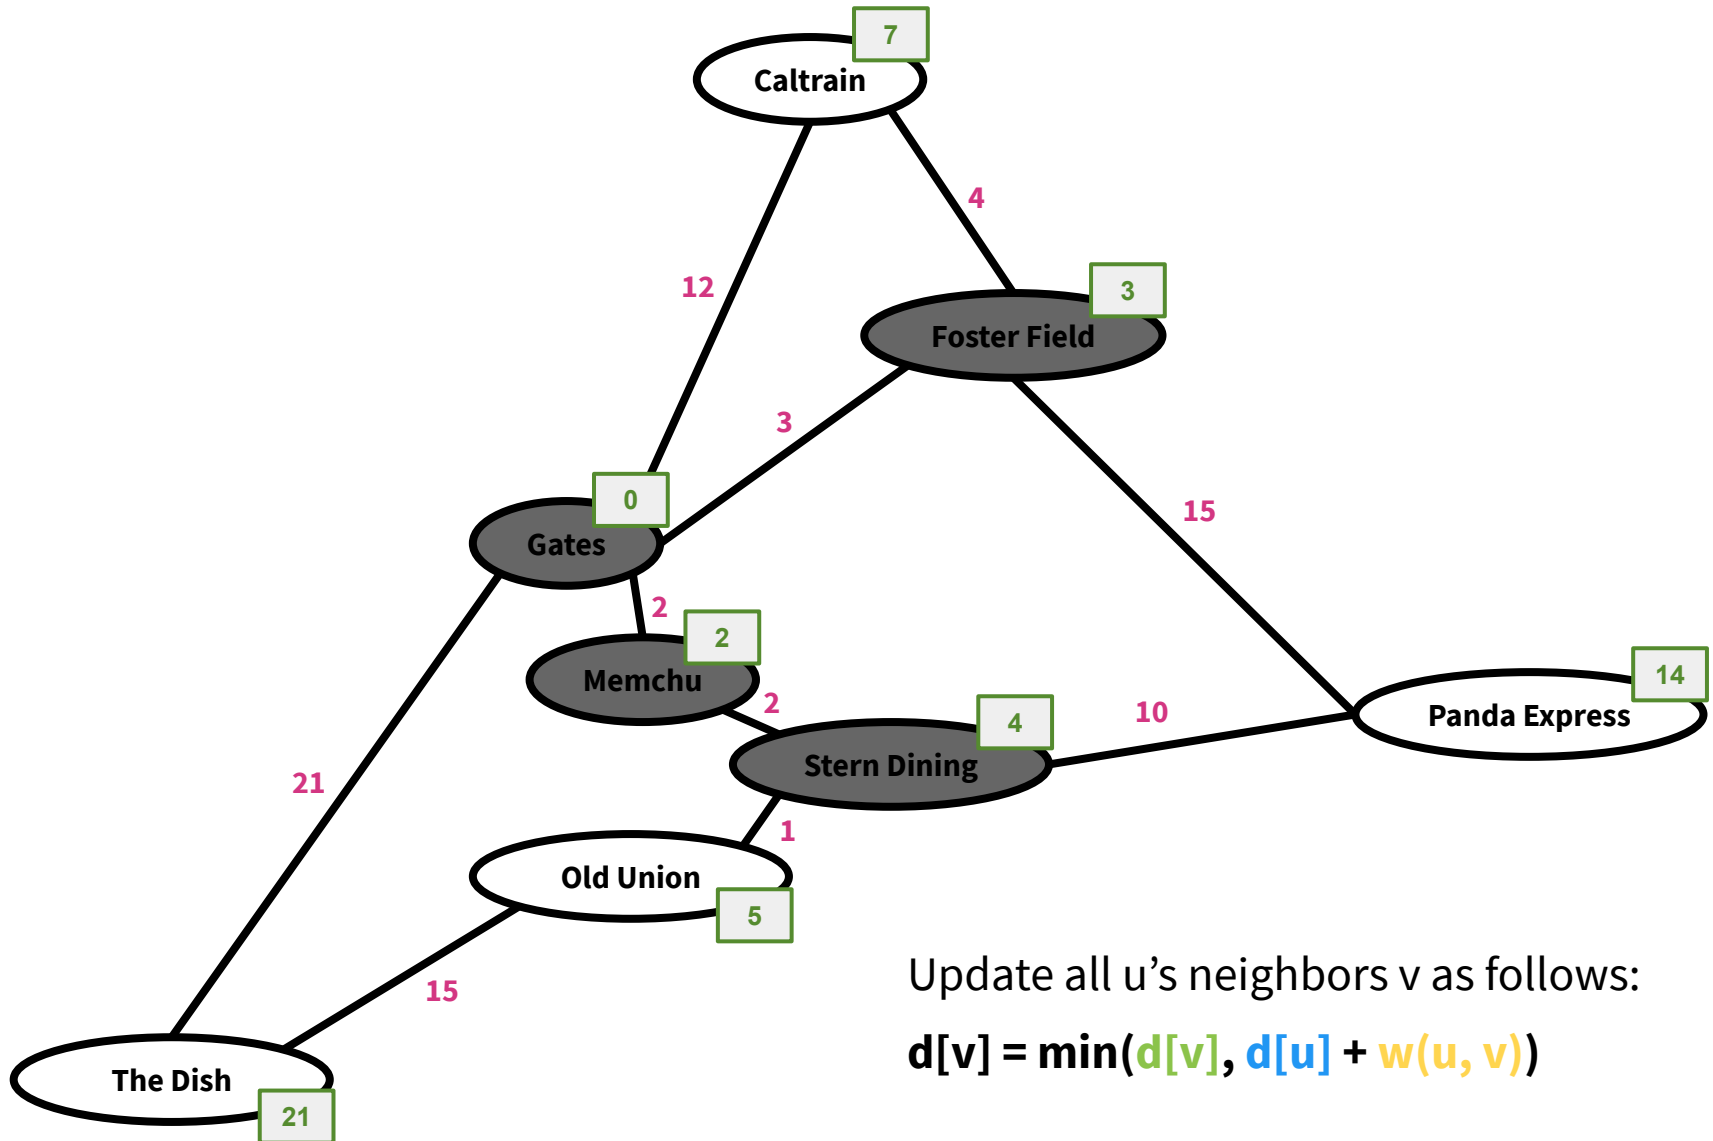 7
Caltrain
4
12
3
Foster Field
3
0
15
Gates
2
2
14
Memchu
2
10
Panda Express
4
Stern Dining
21
1
Old Union
5
15
Update all u’s neighbors v as follows:
d[v] = min(d[v], d[u] + w(u, v))
The Dish
21